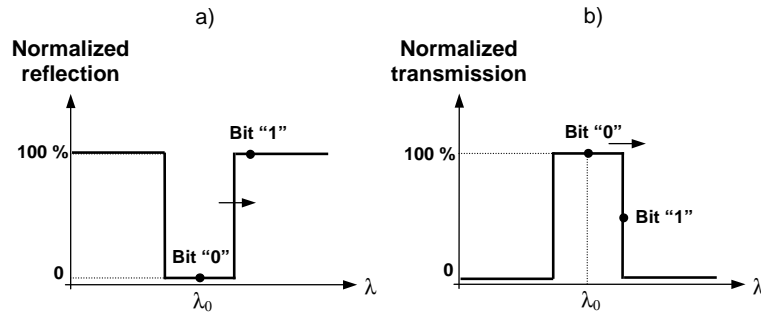 a)
Normalized
reflection
Bit “1”
100 %
Bit “0”
0
λ₀
λ
b)
Normalized
transmission
Bit “0”
100 %
Bit “1”
0
λ₀
λ